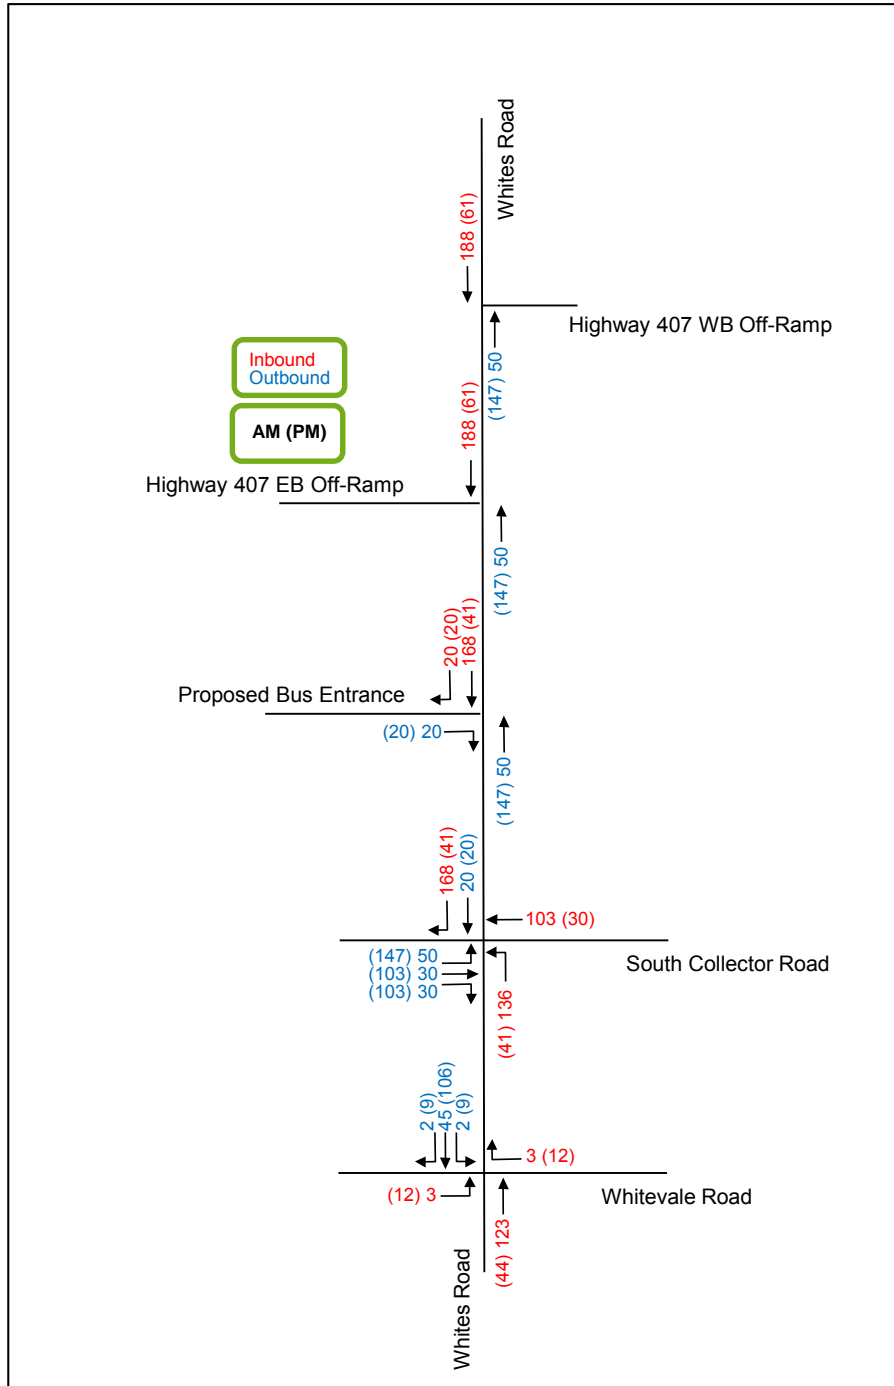 Whites Road
188 (61)
Highway 407 WB Off-Ramp
(147) 50
Inbound
Outbound
AM (PM)
188 (61)
Highway 407 EB Off-Ramp
(147) 50
20 (20)
168 (41)
Proposed Bus Entrance
(20) 20
(147) 50
168 (41)
20 (20)
103 (30)
(147) 50
(103) 30
(103) 30
South Collector Road
(41) 136
2 (9)
45 (106)
2 (9)
3 (12)
(12) 3
Whitevale Road
(44) 123
Whites Road